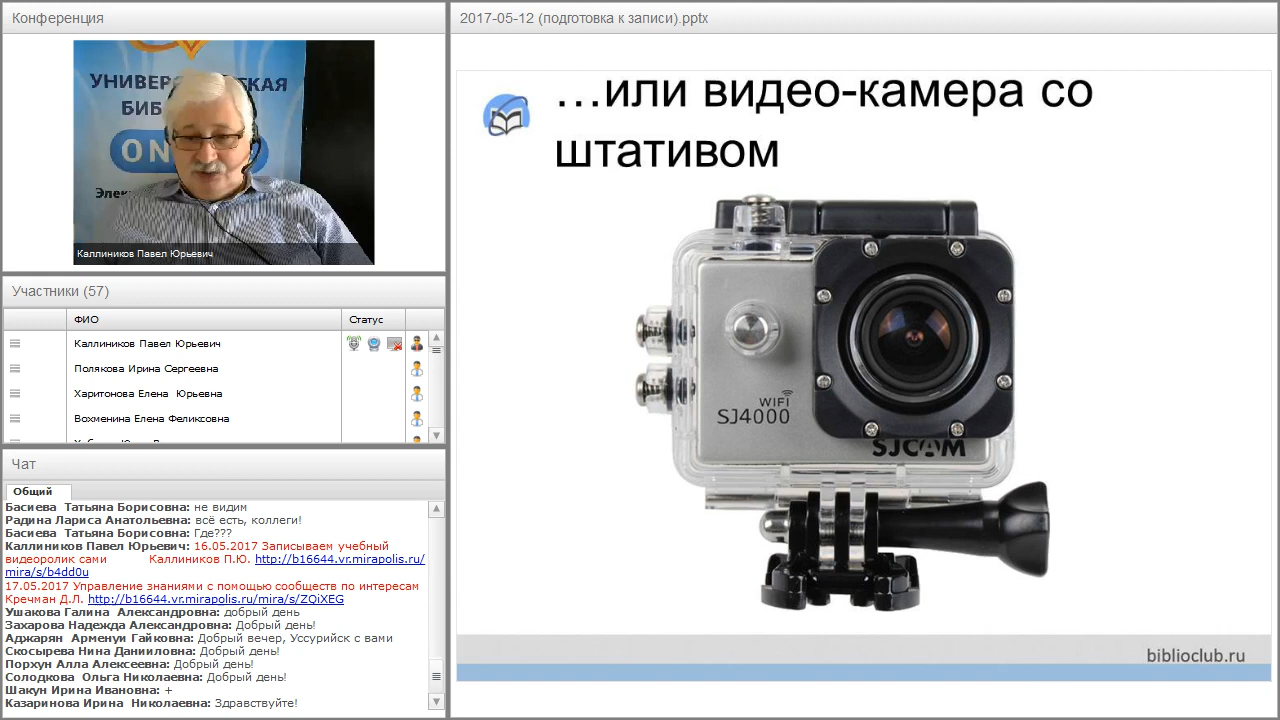 Конференция
УНИВЕР
ТСКАЯ
БИБ
ON
Элек
Каллиников Павел Юрьевич
Участники (57)
ФИО
Статус
Каллиников Павел Юрьевич
Полякова Ирина Сергеевна
Харитонова Елена Юрьевна
Вохменина Елена Феликсовна
Чат
Общий
Басиева Татьяна Борисовна: не видим
Радина Лариса Анатольевна: всё есть, коллеги!
Басиева Татьяна Борисовна: Где???
Каллиников Павел Юрьевич: 16.05.2017 Записываем учебный
видеоролик сами Каллиников П.Ю. http://b16644.vr.mirapolis.ru/
mira/s/b4dd0u
17.05.2017 Управление знаниями с помощью сообществ по интересам
Кречман Д.Л. http://b16644.vr.mirapolis.ru/mira/s/ZQiXEG
Ушакова Галина Александровна: добрый день
Захарова Надежда Александровна: Добрый день!
Аджарян Арменуи Гайковна: Добрый вечер, Уссурийск с вами
Скосырева Нина Данииловна: Добрый день!
Порхун Алла Алексеевна: Добрый день!
Солодкова Ольга Николаевна: Добрый день!
Шакун Ирина Ивановна: +
Казаринова Ирина Николаевна: Здравствуйте!
2017-05-12 (подготовка к записи).pptx
…или видео-камера со
штативом
WIFI
SJ4000
SJCAM
biblioclub.ru